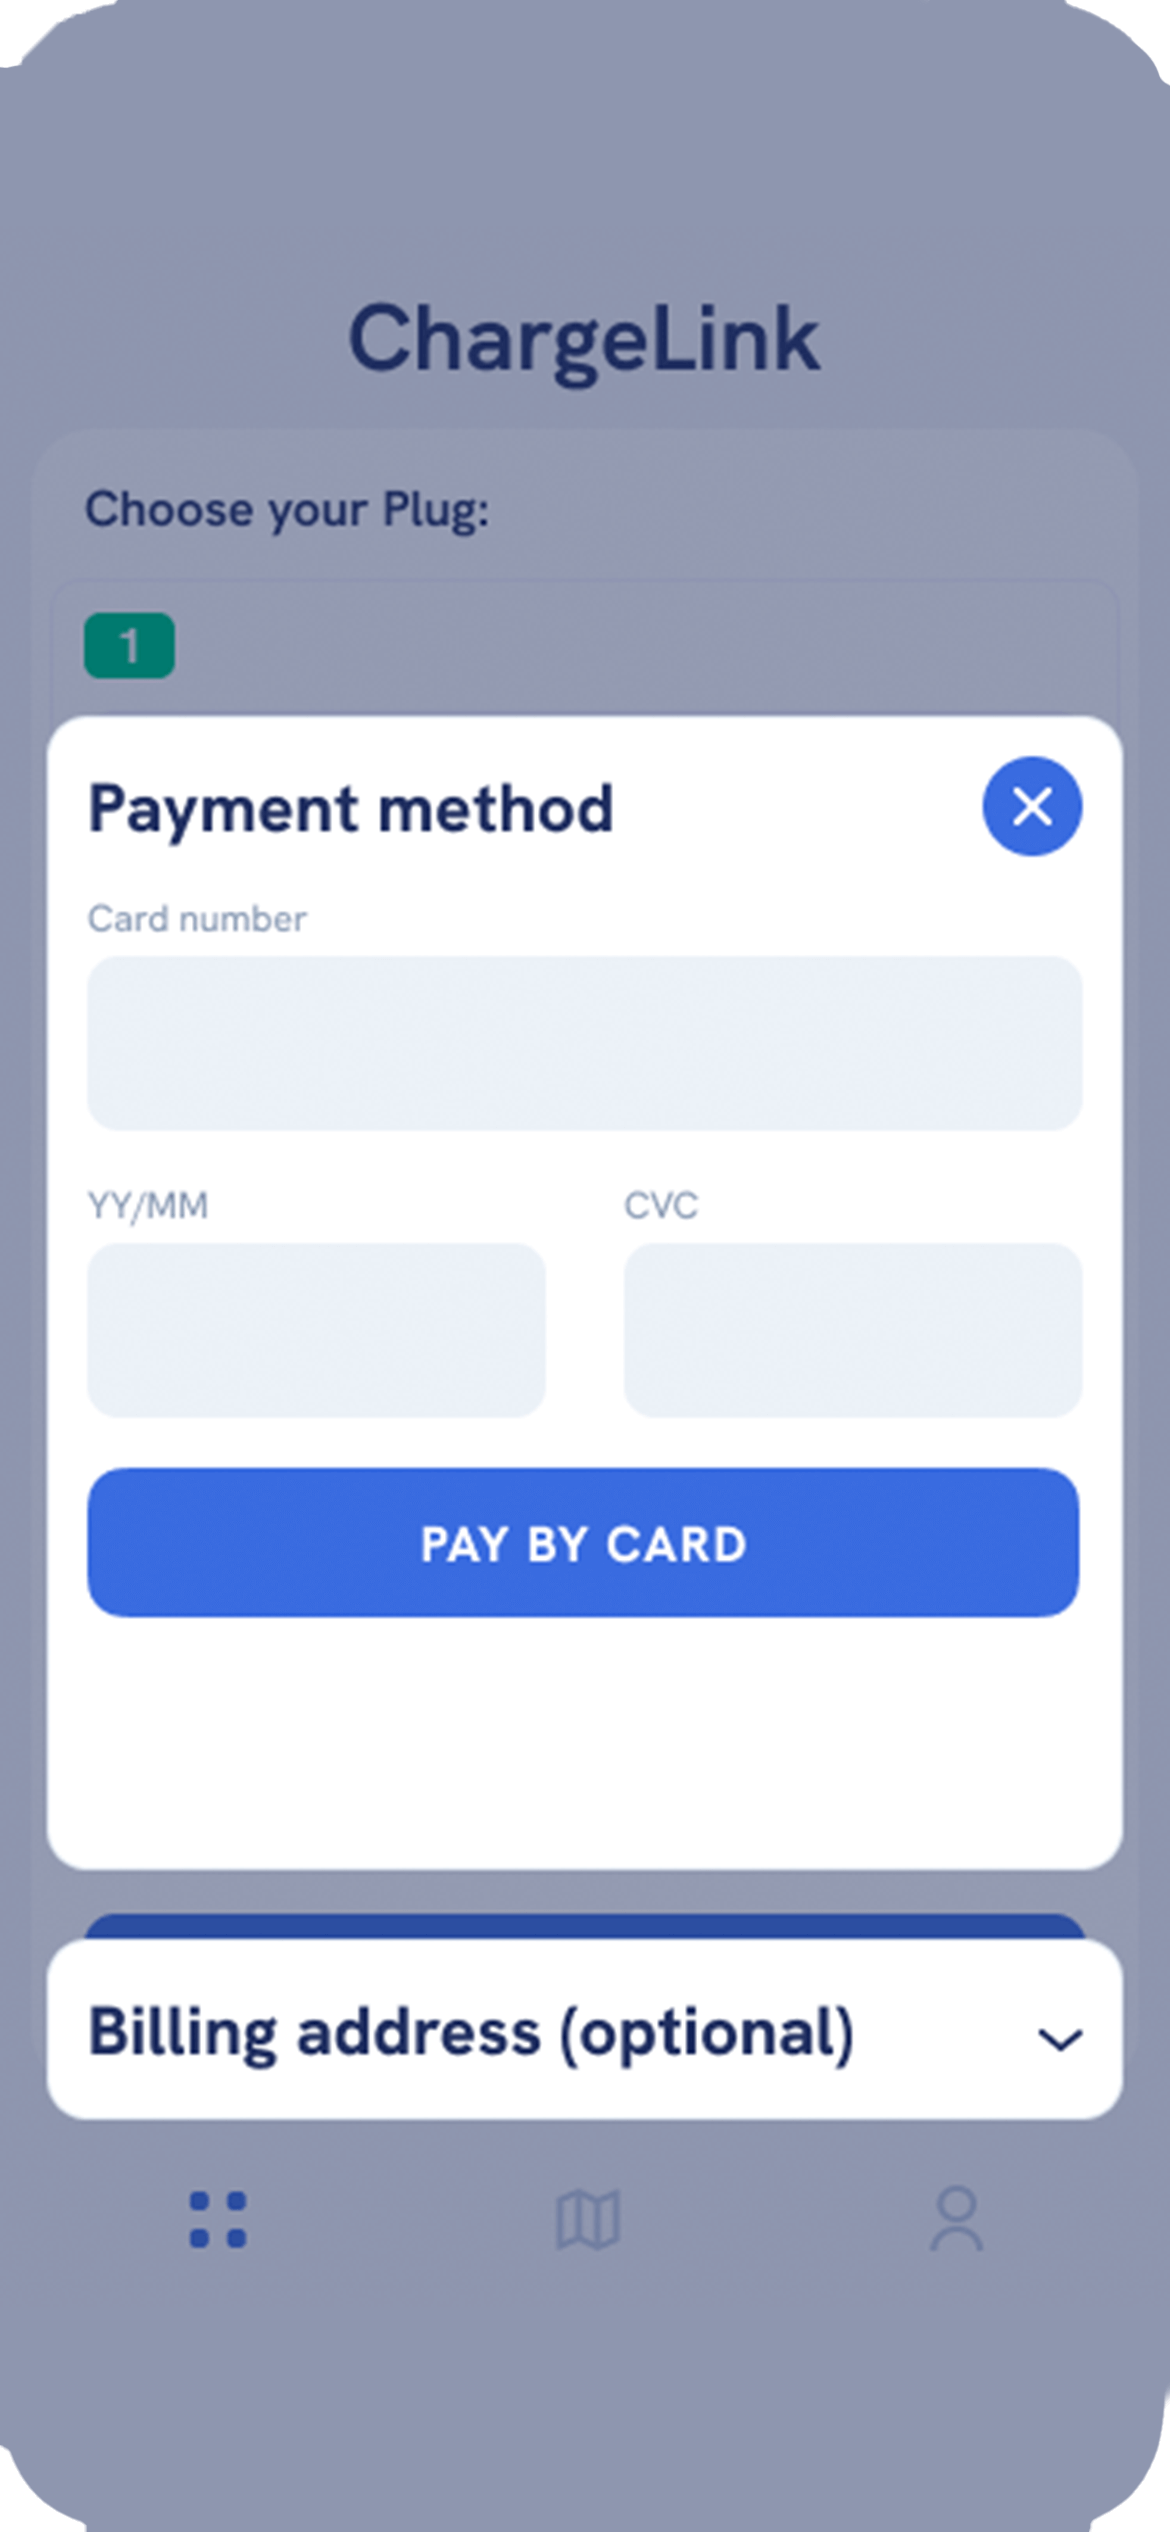 ChargeLink
Choose your Plug:
1
Payment method
Card number
YY/MM
CVC
PAY BY CARD
Billing address (optional)